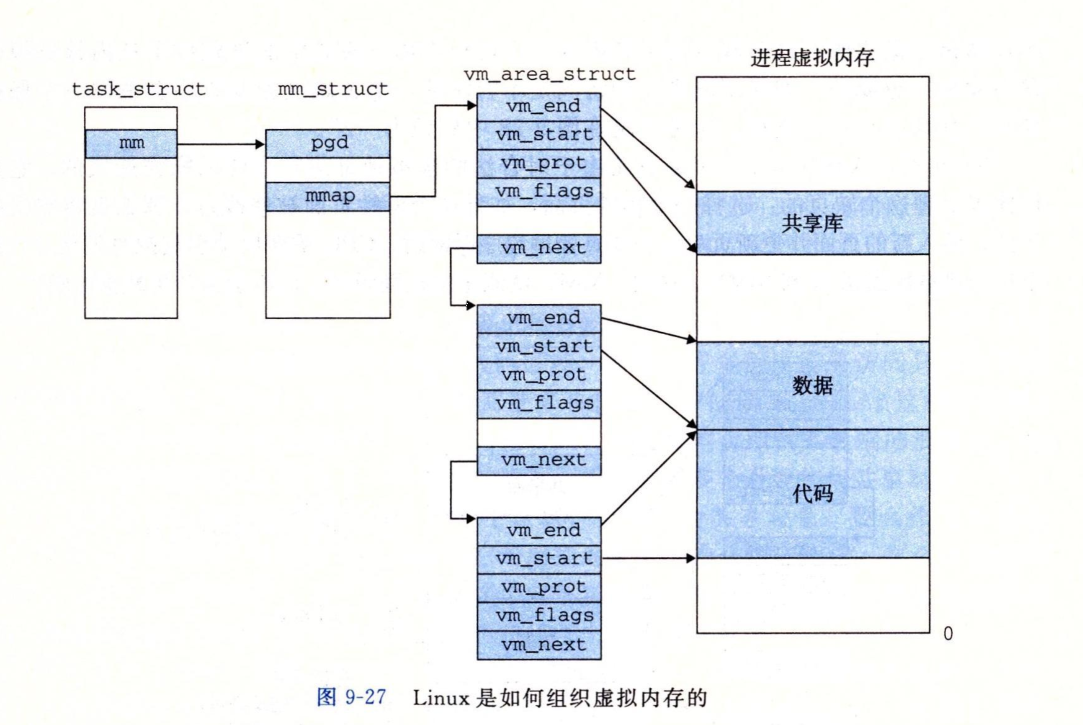 进程虚拟内存
vm_area_struct
task_struct
mm_struct
mm
pgd
mmap
vm_end
vm_start
vm_prot
vm_flags
vm_next
vm_end
vm_start
vm_prot
vm_flags
vm_next
vm_end
vm_start
vm_prot
vm_flags
vm_next
共享库
数据
代码
0
图 9-27 Linux 是如何组织虚拟内存的